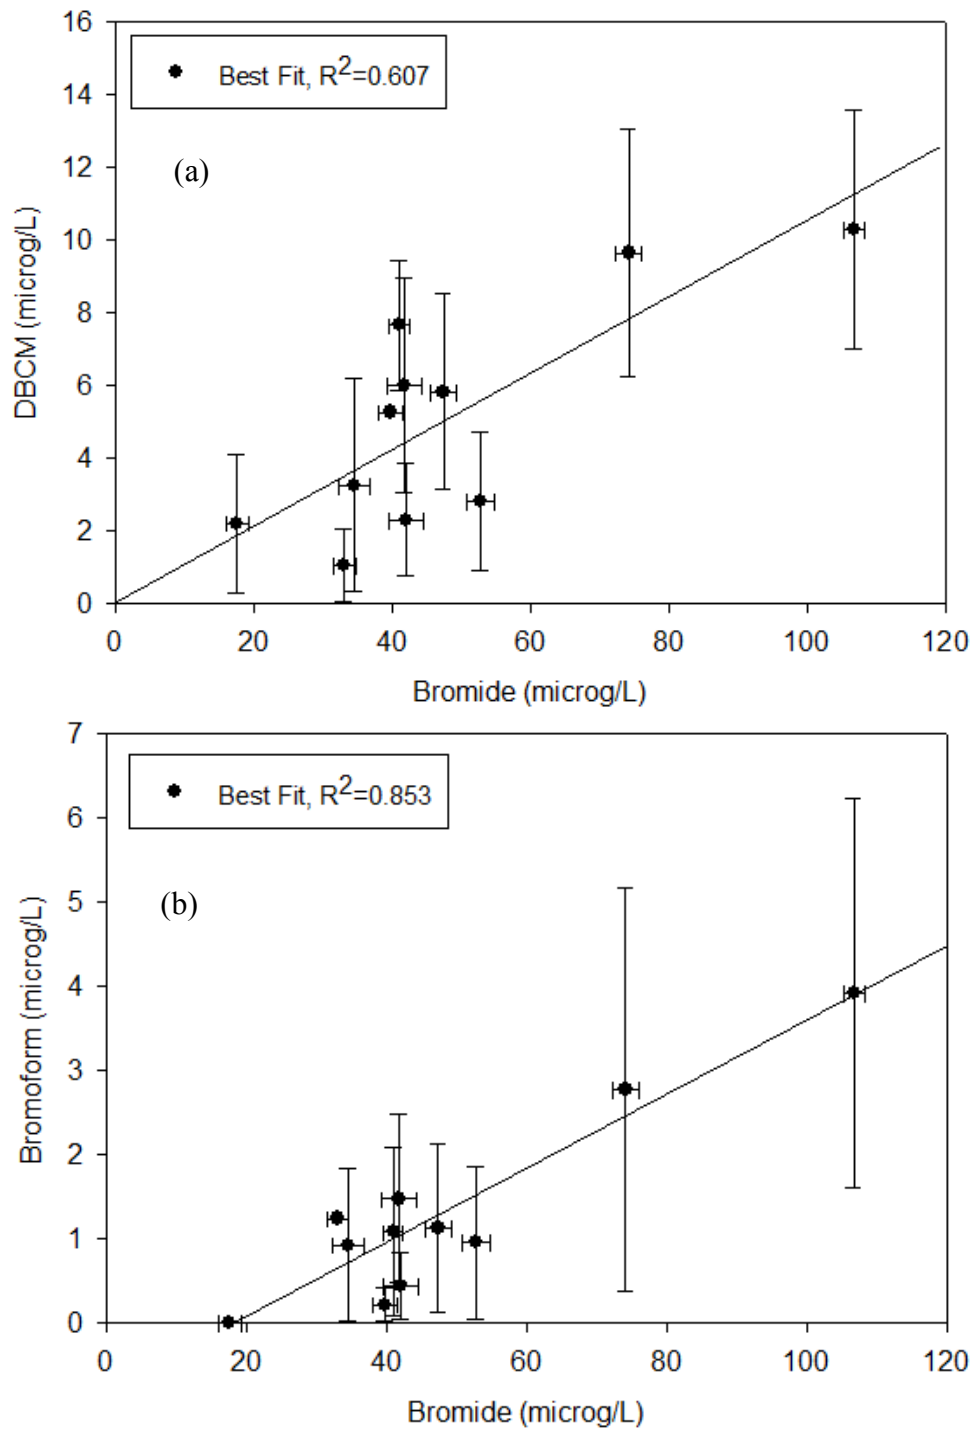 16
Best Fit, R2=0.607
14
(a)
12
10
8
6
4
2
0
DBCM (microg/L)
0 20 40 60 80 100 120
Bromide (microg/L)
7
Best Fit, R2=0.853
6
5
(b)
4
3
2
1
0
Bromoform (microg/L)
0 20 40 60 80 100 120
Bromide (microg/L)